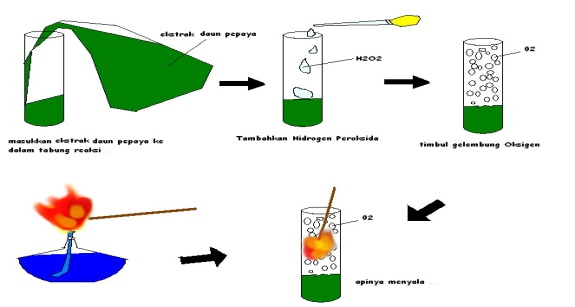 ekstrak daun pepaya
masukkan ekstrak daun pepaya ke
dalam tabung reaksi
H2O2
Tambahkan Hidrogen Peroksida
O2
timbul gelembung Oksigen
O2
apinya menyala ..